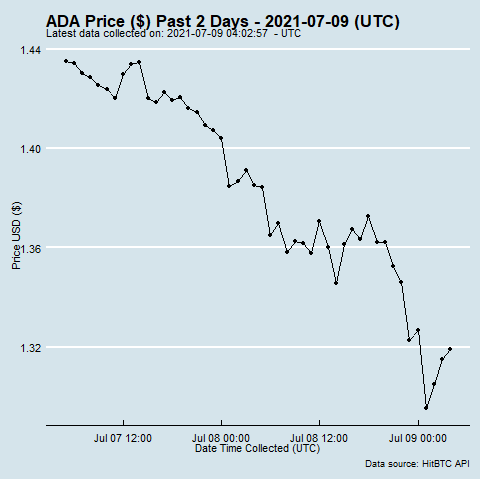 ADA Price ($) Past 2 Days - 2021-07-09 (UTC)
Latest data collected on: 2021-07-09 04:02:57  - UTC
1.44
1.40
1.36
1.32
Price USD ($)
Jul 07 12:00
Jul 08 00:00
Jul 08 12:00
Jul 09 00:00
Date Time Collected (UTC)
Data source: HitBTC API